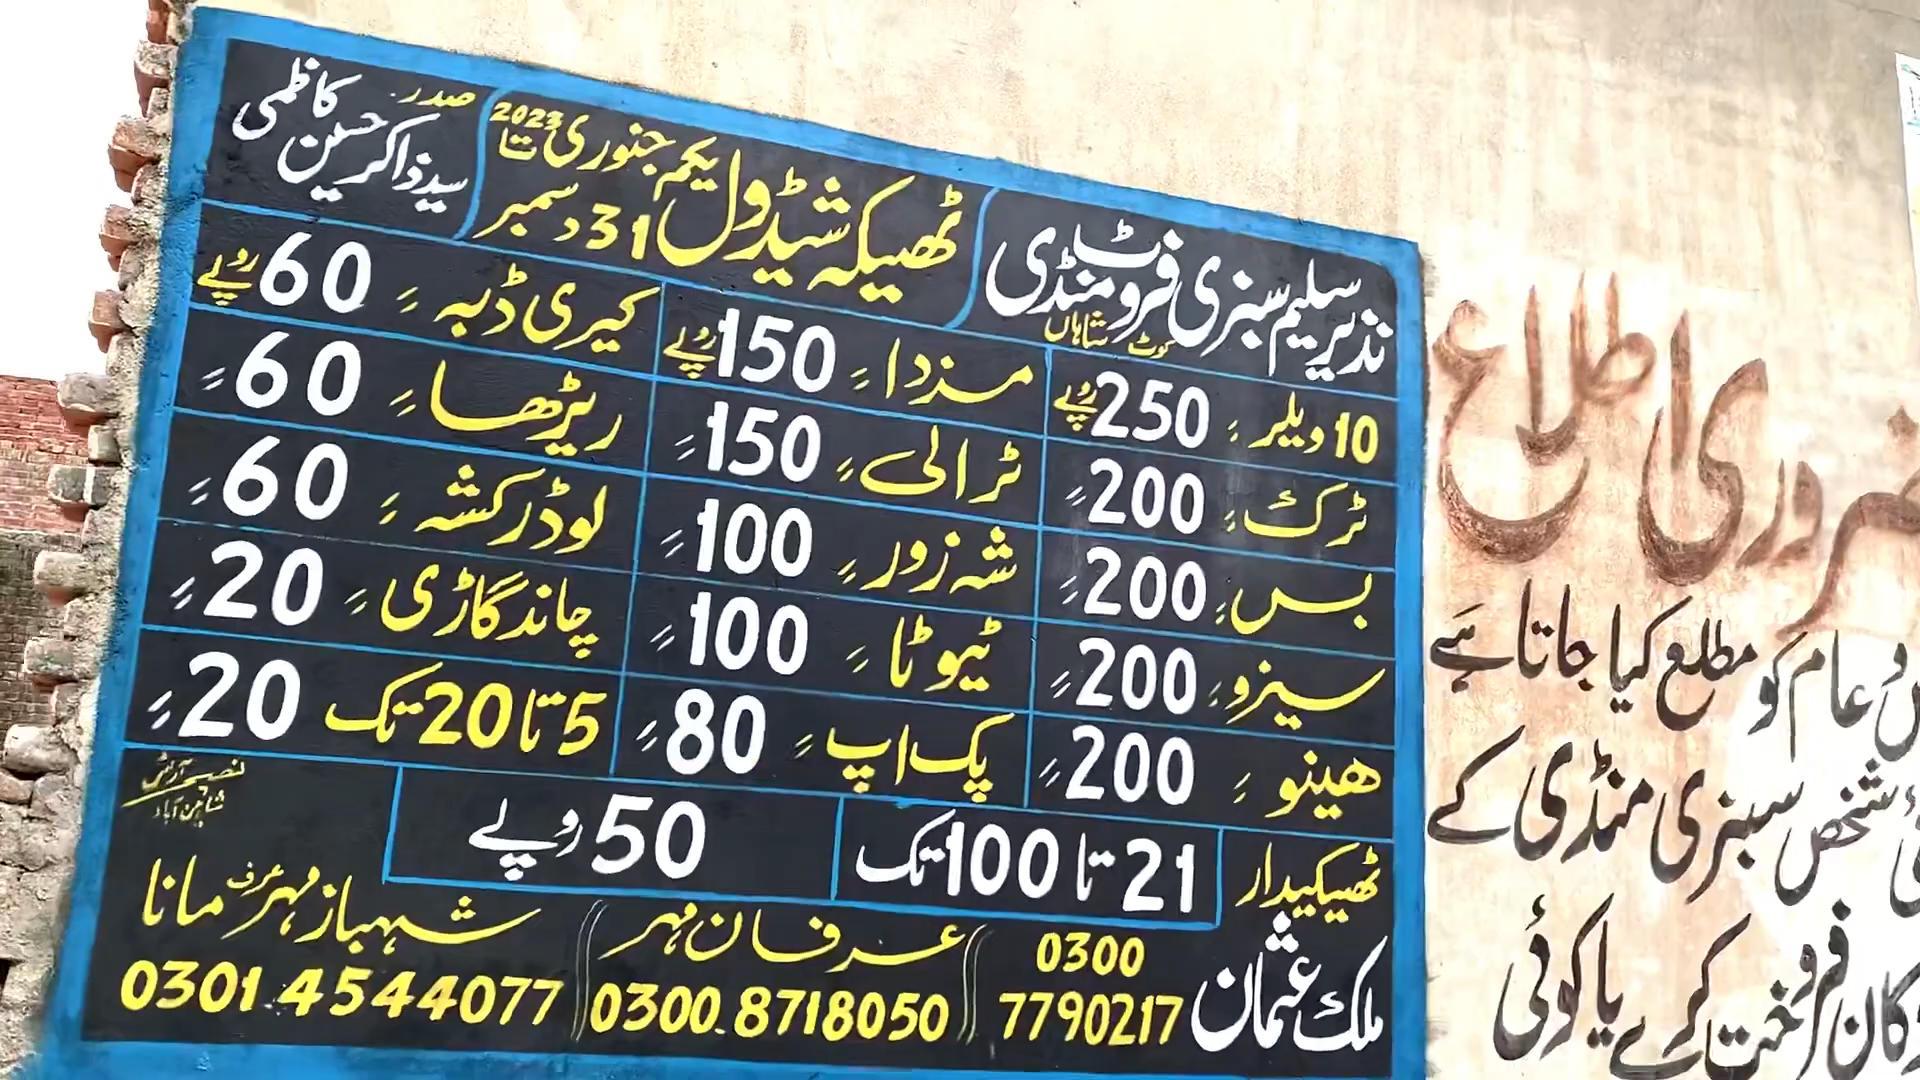 نذیر سلیم سبزی فروٹ منڈی
کوٹ شاہاں
ٹھیکہ شیڈول یکم جنوری 2023 تا
31 دسمبر
صدر
سید ذاکر حسین کاظمی
10 ویلر 250 روپے
ٹرک 200
بس 200
سیزو 200
ھینو 200
مزدا 150 روپے
ٹرالی 150
شہ زور 100
ٹیوٹا 100
پک اپ 80
کیری ڈبہ 60 روپے
ریڑھا 60
لوڈر رکشہ 60
چاند گاڑی 20
5 تا 20 تک 20
21 تا 100 تک 50 روپے
ٹھیکیدار
ملک عثمان
0300
7790217
عرفان مہر
0300.8718050
شہباز مہر عرف مانا
0301.4544077
شاہین آباد
ضروری اطلاع
عام کو مطلع کیا جاتا ہے
شخص سبزی منڈی کے
فروخت کرے یا کوئی